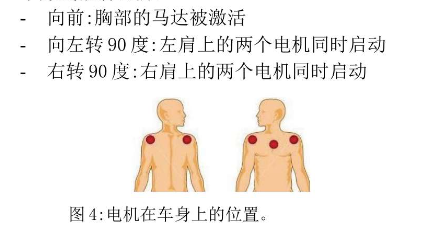 - 向前:胸部的马达被激活
- 向左转 90 度:左肩上的两个电机同时启动
- 右转 90 度:右肩上的两个电机同时启动
图 4:电机在车身上的位置。